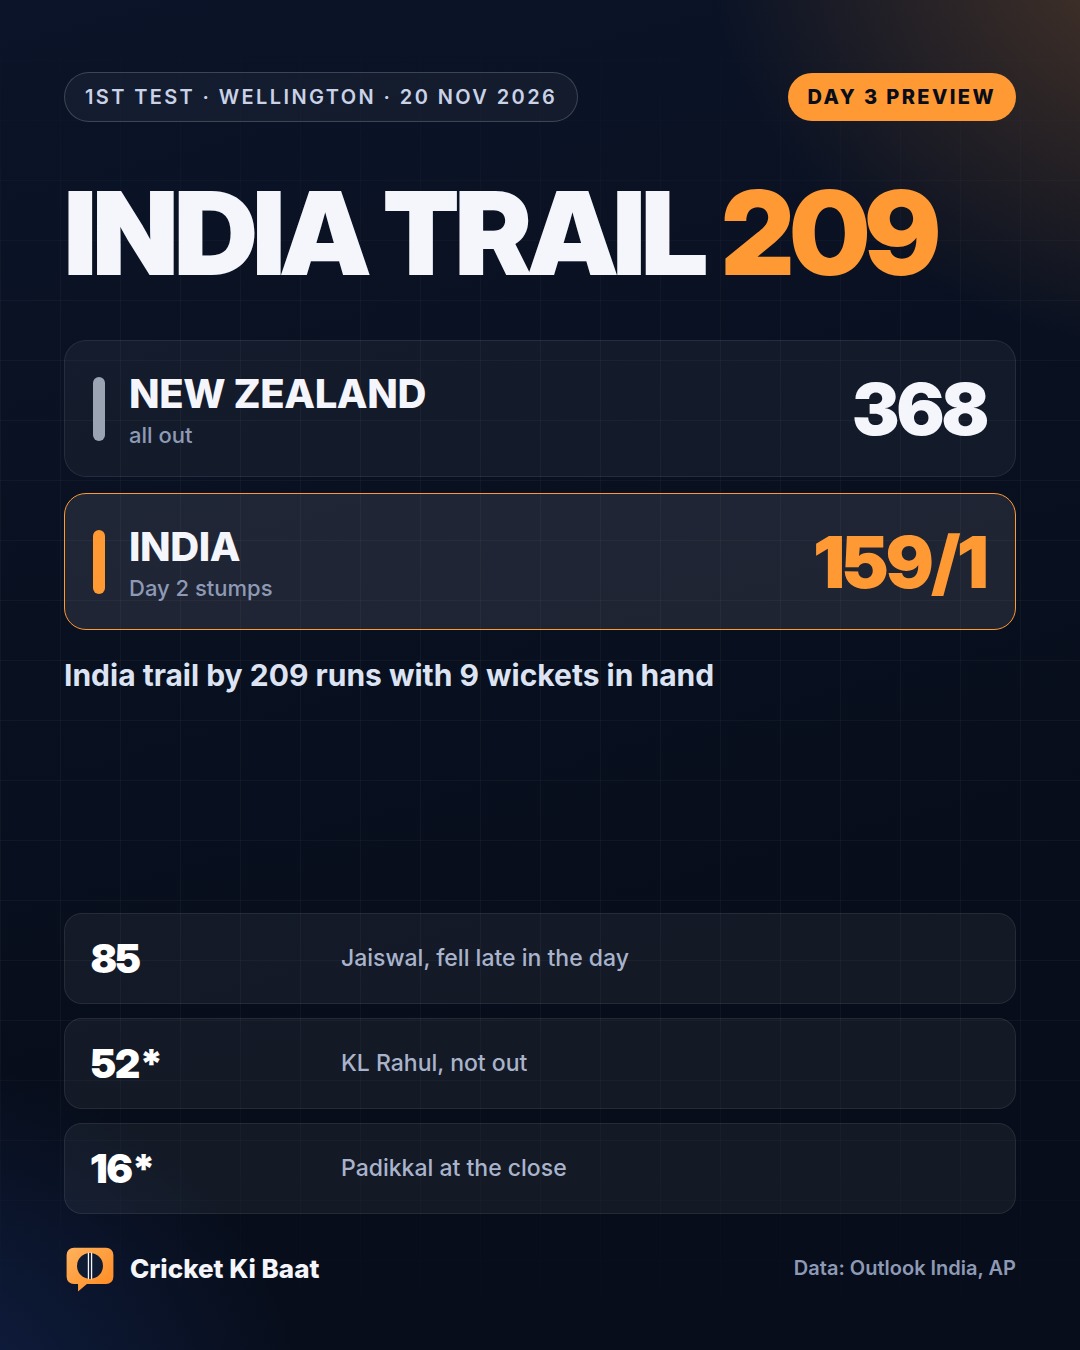 1ST TEST · WELLINGTON · 20 NOV 2026
DAY 3 PREVIEW
INDIA TRAIL 209
NEW ZEALAND
all out
368
INDIA
Day 2 stumps
159/1
India trail by 209 runs with 9 wickets in hand
85
Jaiswal, fell late in the day
52*
KL Rahul, not out
16*
Padikkal at the close
Cricket Ki Baat
Data: Outlook India, AP